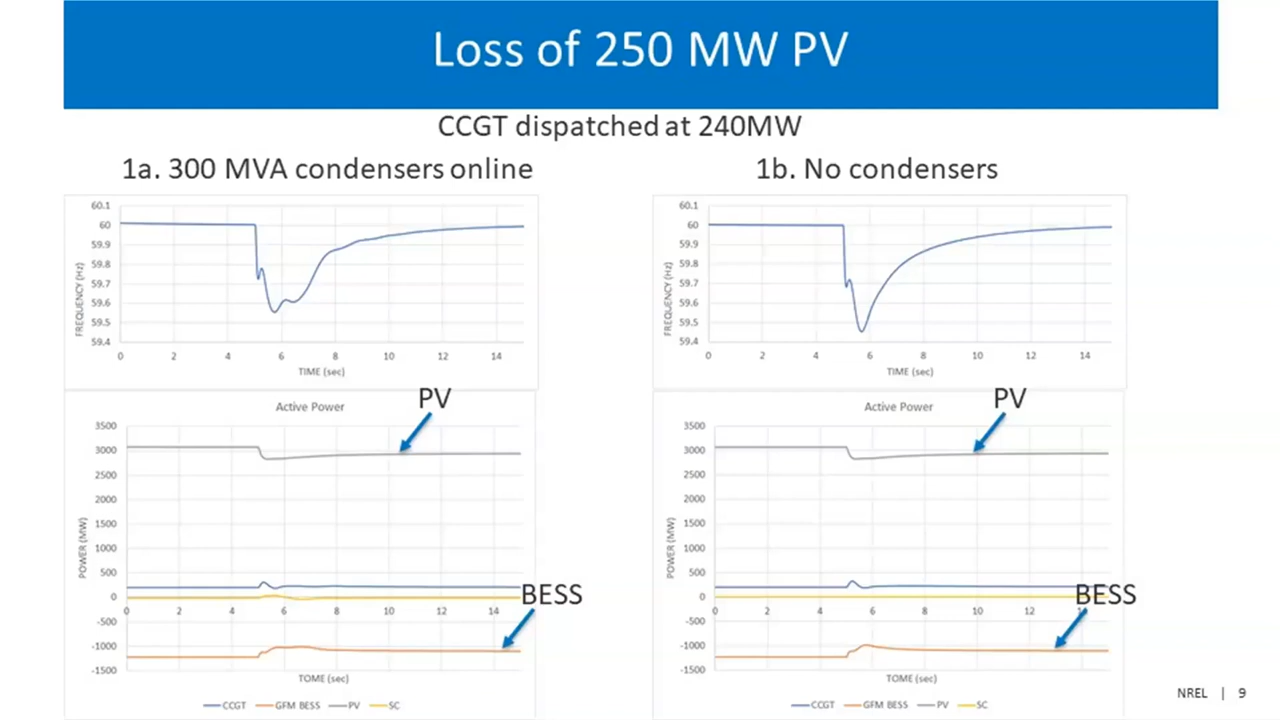 Loss of 250 MW PV
CCGT dispatched at 240MW
1a. 300 MVA condensers online
1b. No condensers
60.1
60
59.9
59.8
59.7
59.6
59.5
59.4
FREQUENCY (Hz)
0 2 4 6 8 10 12 14
TIME (sec)
60.1
60
59.9
59.8
59.7
59.6
59.5
59.4
FREQUENCY (Hz)
0 2 4 6 8 10 12 14
TIME (sec)
Active Power
PV
3500
3000
2500
2000
1500
1000
500
0
-500
-1000
-1500
POWER (MW)
2 4 6 8 10 12 14
BESS
TOME (sec)
CCGT GFM BESS PV SC
Active Power
PV
3500
3000
2500
2000
1500
1000
500
0
-500
-1000
-1500
POWER (MW)
0 2 4 6 8 10 12 14
BESS
TOME (sec)
CCGT GFM BESS PV SC
NREL | 9